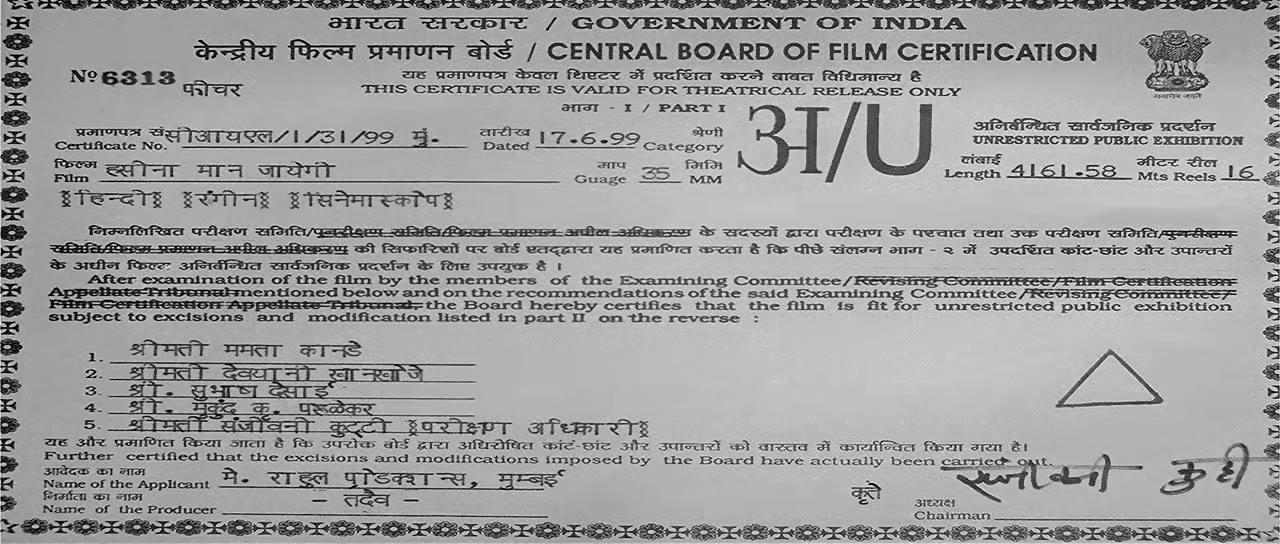 भारत सरकार / GOVERNMENT OF INDIA
केन्द्रीय फिल्म प्रमाणन बोर्ड / CENTRAL BOARD OF FILM CERTIFICATION
Nº 6313 फीचर
यह प्रमाणपत्र केवल थिएटर में प्रदर्शित करने बाबत विधिमान्य है
THIS CERTIFICATE IS VALID FOR THEATRICAL RELEASE ONLY
भाग - I / PART I
सत्यमेव जयते
प्रमाणपत्र सं सीआयएल/1/31/99 मुं. तारीख 17.6.99 श्रेणी अ/U
Certificate No. Dated Category
अनिर्बन्धित सार्वजनिक प्रदर्शन
UNRESTRICTED PUBLIC EXHIBITION
फिल्म हसीना मान जायेगी माप 35 मिमि लंबाई 4161.58 मीटर रील 16
Film Guage MM Length Mts Reels
हिन्दी रंगीन सिनेमास्कोप
निम्नलिखित परीक्षण समिति/पुनरीक्षण समिति/फिल्म प्रमाणन अपील अधिकरण के सदस्यों द्वारा परीक्षण के पश्चात तथा उक्त परीक्षण समिति/पुनरीक्षण
समिति/फिल्म प्रमाणन अपील अधिकरण की सिफारिशों पर बोर्ड एतद्द्वारा यह प्रमाणित करता है कि पीछे संलग्न भाग - २ में उपदर्शित कांट-छांट और उपान्तरों
के अधीन फिल्म अनिर्बन्धित सार्वजनिक प्रदर्शन के लिए उपयुक्त है ।
After examination of the film by the members of the Examining Committee/Revising Committee/Film Certification
Appellate Tribunal mentioned below and on the recommendations of the said Examining Committee/Revising Committee/
Film Certification Appellate Tribunal, the Board hereby certifies that the film is fit for unrestricted public exhibition
subject to excisions and modification listed in part II on the reverse :
1. श्रीमती ममता कानडे
2. श्रीमती देवयानी खानखोजे
3. श्री. सुभाष देसाई
4. श्री. मुकुंद कृ. परूळेकर
5. श्रीमती संजीवनी कुट्टी परीक्षण अधिकारी
यह और प्रमाणित किया जाता है कि उपरोक्त बोर्ड द्वारा अधिरोपित कांट-छांट और उपान्तरों को वास्तव में कार्यान्वित किया गया है।
Further certified that the excisions and modifications imposed by the Board have actually been carried out.
आवेदक का नाम
Name of the Applicant मे. राहुल प्रोडक्शन्स, मुम्बई
निर्माता का नाम
Name of the Producer - तदैव -
कृते संजीवनी कुट्टी
अध्यक्ष
Chairman